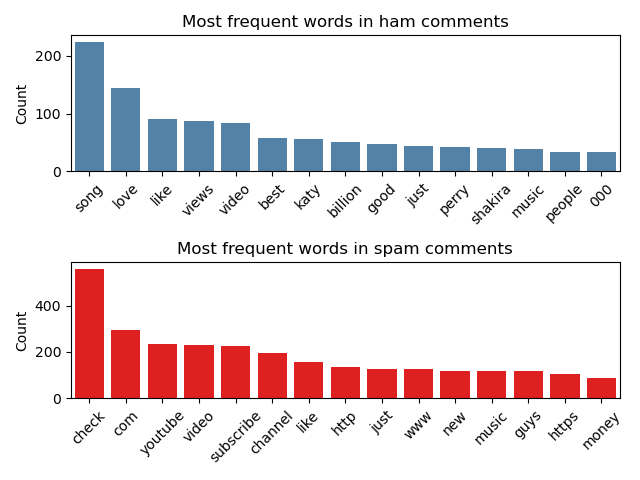 Most frequent words in ham comments
Count
200
100
0
song love like views video best katy billion good just perry shakira music people 000
Most frequent words in spam comments
Count
400
200
0
check com youtube video subscribe channel like http just www new music guys https money